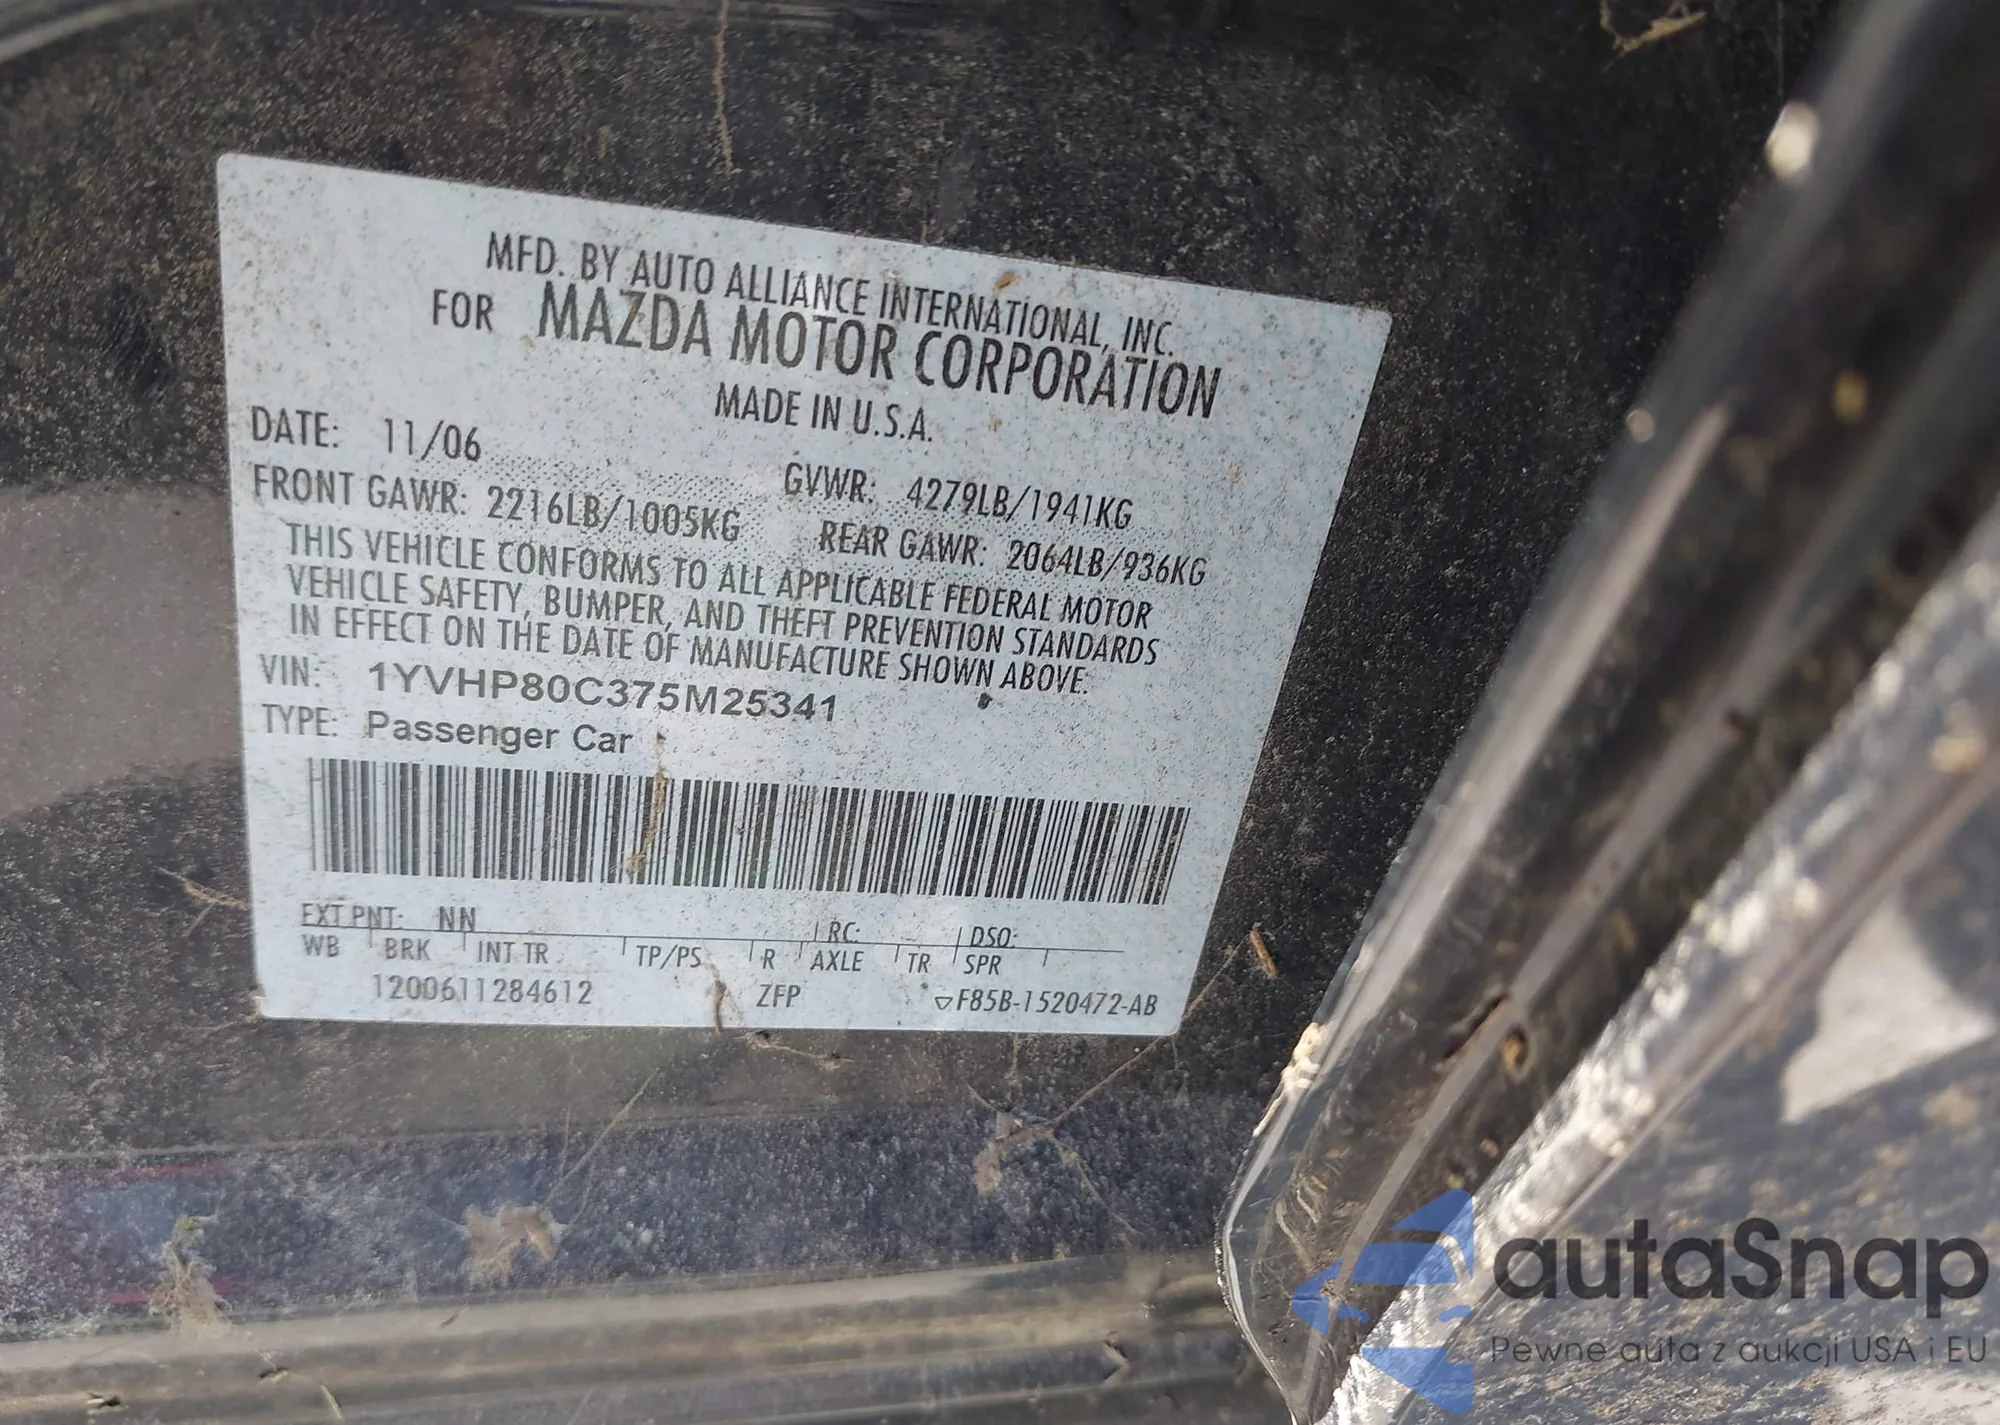 MFD. BY AUTO ALLIANCE INTERNATIONAL, INC.
FOR MAZDA MOTOR CORPORATION
MADE IN U.S.A.
DATE: 11/06 GVWR: 4279LB/1941KG
FRONT GAWR: 2216LB/1005KG REAR GAWR: 2064LB/936KG
THIS VEHICLE CONFORMS TO ALL APPLICABLE FEDERAL MOTOR
VEHICLE SAFETY, BUMPER, AND THEFT PREVENTION STANDARDS
IN EFFECT ON THE DATE OF MANUFACTURE SHOWN ABOVE.
VIN: 1YVHP80C375M25341
TYPE: Passenger Car
EXT PNT: NN RC: DSO:
WB BRK INT TR TP/PS R AXLE TR SPR
1200611284612 ZFP ▽F85B-1520472-AB
autaSnap
Pewne auta z aukcji USA i EU